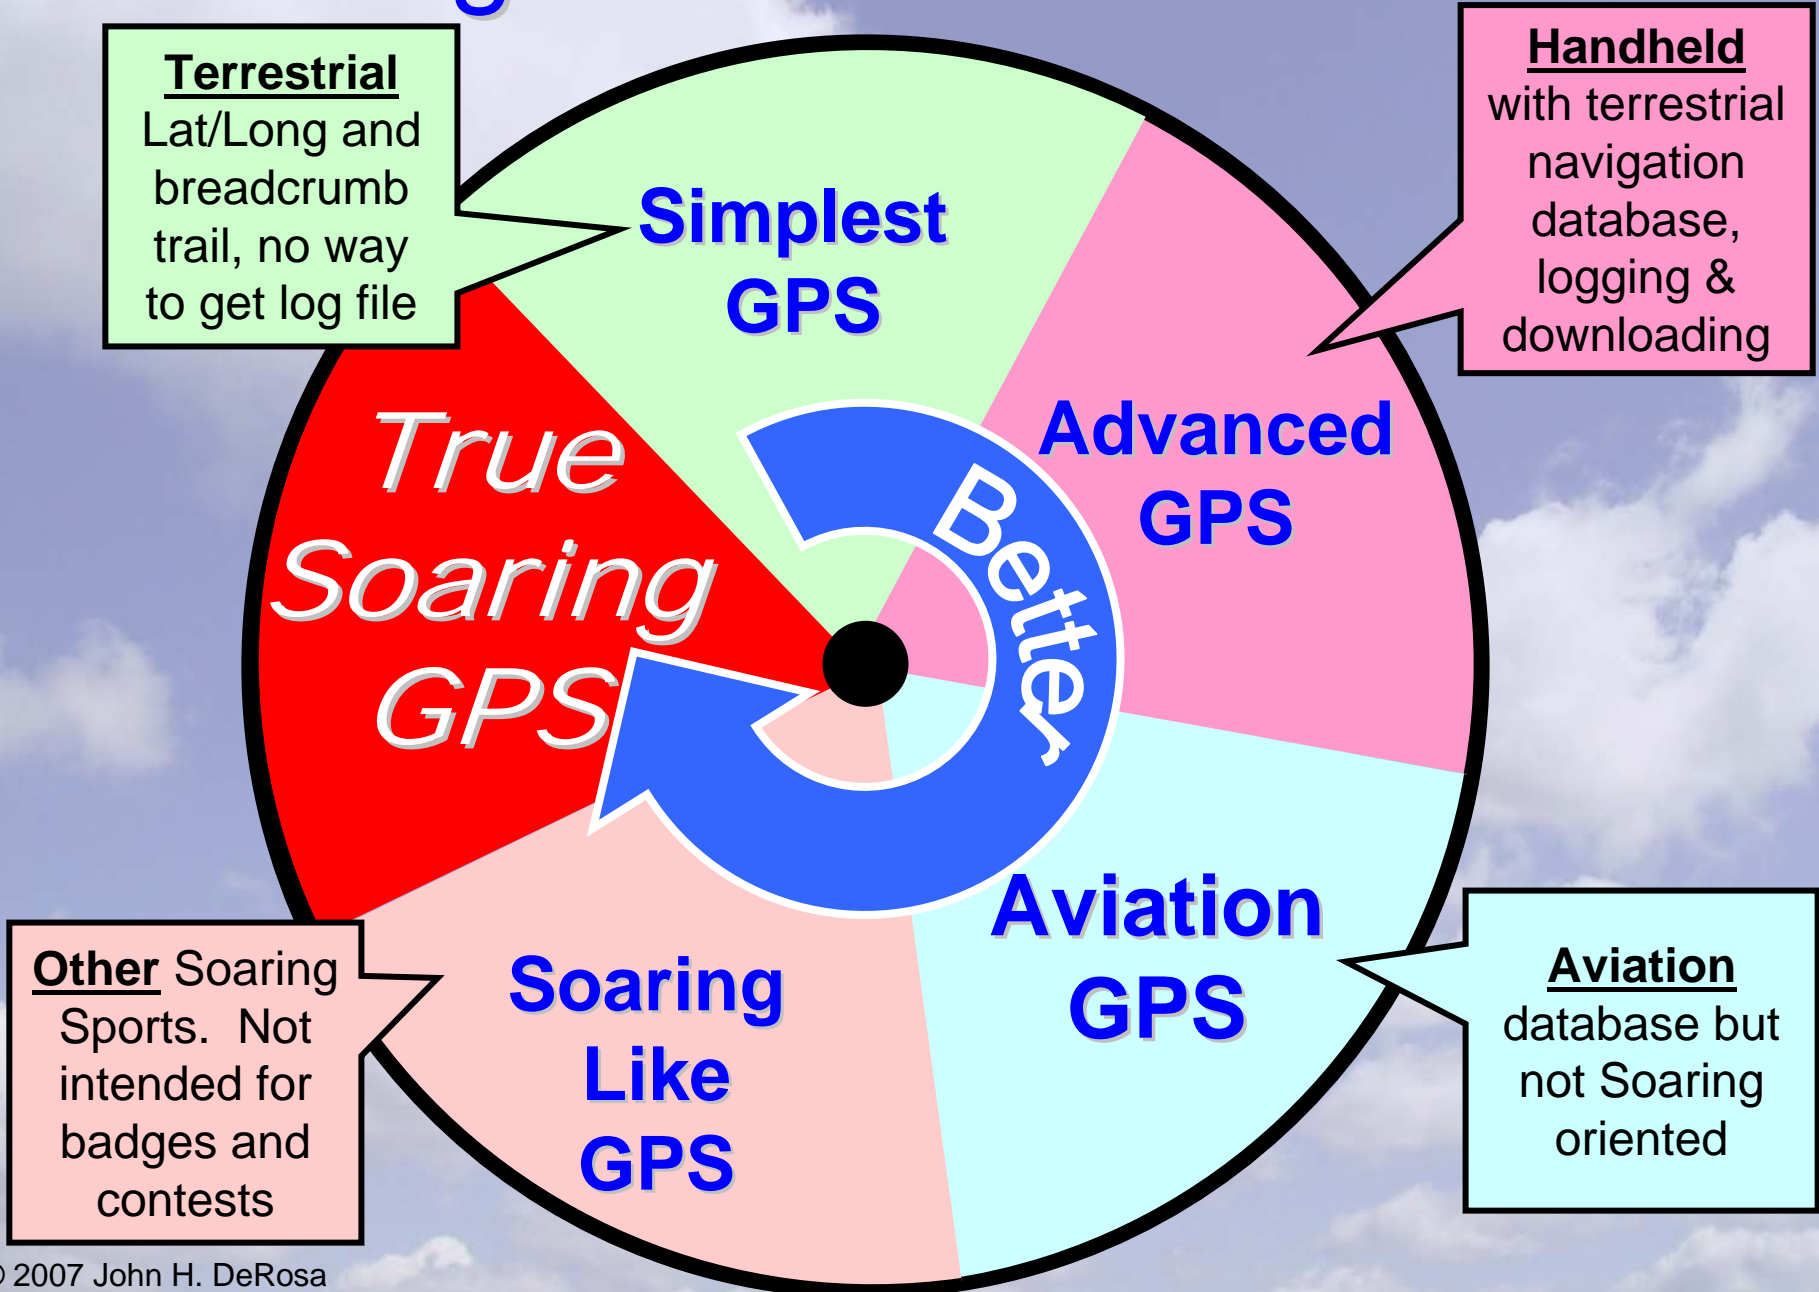 Terrestrial
Lat/Long and
breadcrumb
trail, no way
to get log file
Handheld
with terrestrial
navigation
database,
logging &
downloading
Simplest
GPS
Advanced
GPS
True
Soaring
GPS
Better
Aviation
GPS
Soaring
Like
GPS
Other Soaring
Sports. Not
intended for
badges and
contests
Aviation
database but
not Soaring
oriented
© 2007 John H. DeRosa